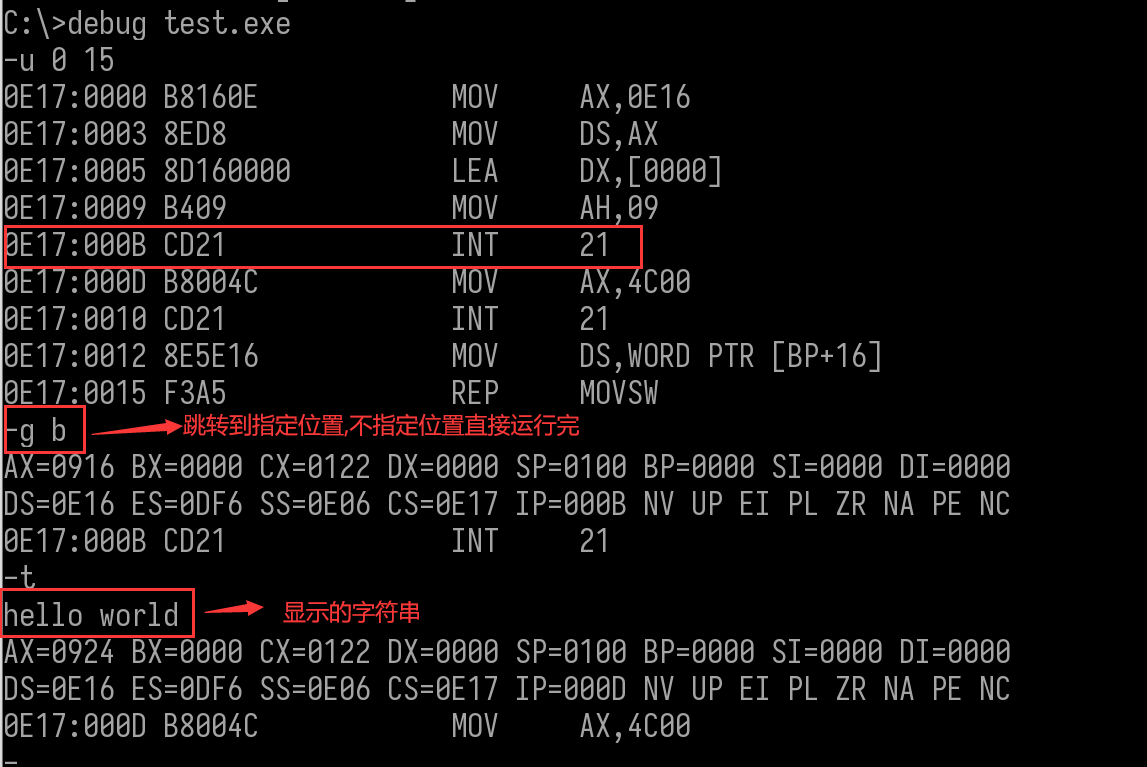 C:\>debug test.exe
-u 0 15
0E17:0000 B8160E MOV AX,0E16
0E17:0003 8ED8 MOV DS,AX
0E17:0005 8D160000 LEA DX,[0000]
0E17:0009 B409 MOV AH,09
0E17:000B CD21 INT 21
0E17:000D B8004C MOV AX,4C00
0E17:0010 CD21 INT 21
0E17:0012 8E5E16 MOV DS,WORD PTR [BP+16]
0E17:0015 F3A5 REP MOVSW
-g b 跳转到指定位置,不指定位置直接运行完
AX=0916 BX=0000 CX=0122 DX=0000 SP=0100 BP=0000 SI=0000 DI=0000
DS=0E16 ES=0DF6 SS=0E06 CS=0E17 IP=000B NV UP EI PL ZR NA PE NC
0E17:000B CD21 INT 21
-t
hello world 显示的字符串
AX=0924 BX=0000 CX=0122 DX=0000 SP=0100 BP=0000 SI=0000 DI=0000
DS=0E16 ES=0DF6 SS=0E06 CS=0E17 IP=000D NV UP EI PL ZR NA PE NC
0E17:000D B8004C MOV AX,4C00
-